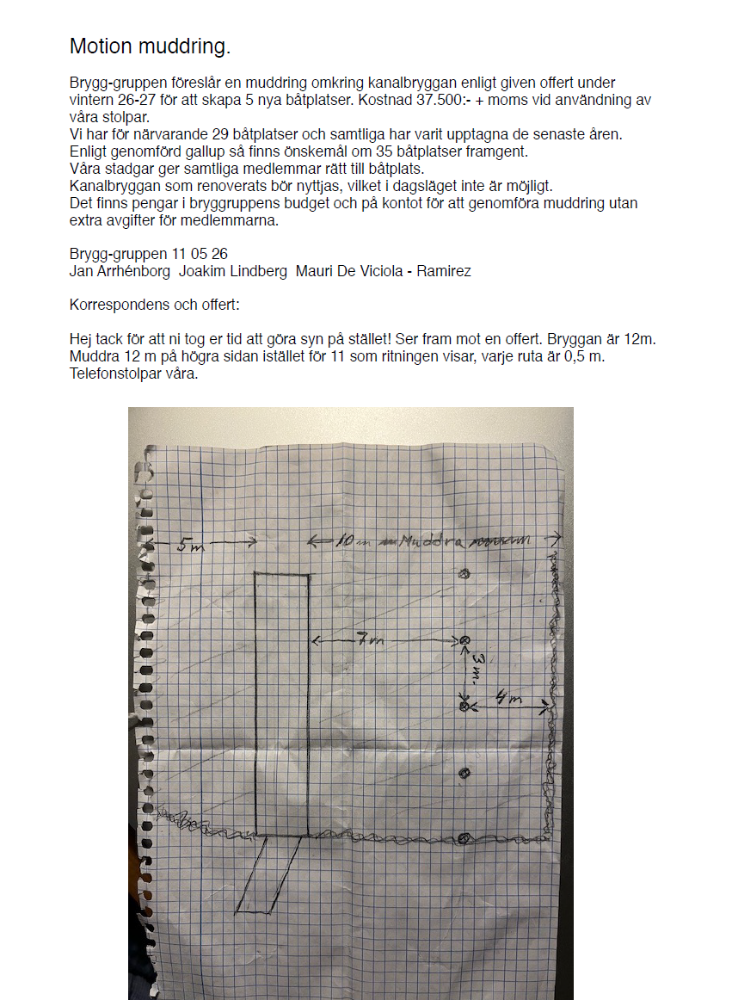 Motion muddring.
Brygg-gruppen föreslår en muddring omkring kanalbryggan enligt given offert under
vintern 26-27 för att skapa 5 nya båtplatser. Kostnad 37.500:- + moms vid användning av
våra stolpar.
Vi har för närvarande 29 båtplatser och samtliga har varit upptagna de senaste åren.
Enligt genomförd gallup så finns önskemål om 35 båtplatser framgent.
Våra stadgar ger samtliga medlemmar rätt till båtplats.
Kanalbryggan som renoverats bör nyttjas, vilket i dagsläget inte är möjligt.
Det finns pengar i bryggruppens budget och på kontot för att genomföra muddring utan
extra avgifter för medlemmarna.
Brygg-gruppen 11 05 26
Jan Arrhénborg  Joakim Lindberg  Mauri De Viciola - Ramirez
Korrespondens och offert:
Hej tack för att ni tog er tid att göra syn på stället! Ser fram mot en offert. Bryggan är 12m.
Muddra 12 m på högra sidan istället för 11 som ritningen visar, varje ruta är 0,5 m.
Telefonstolpar våra.
5m
10m Muddra
7m
3m.
4m